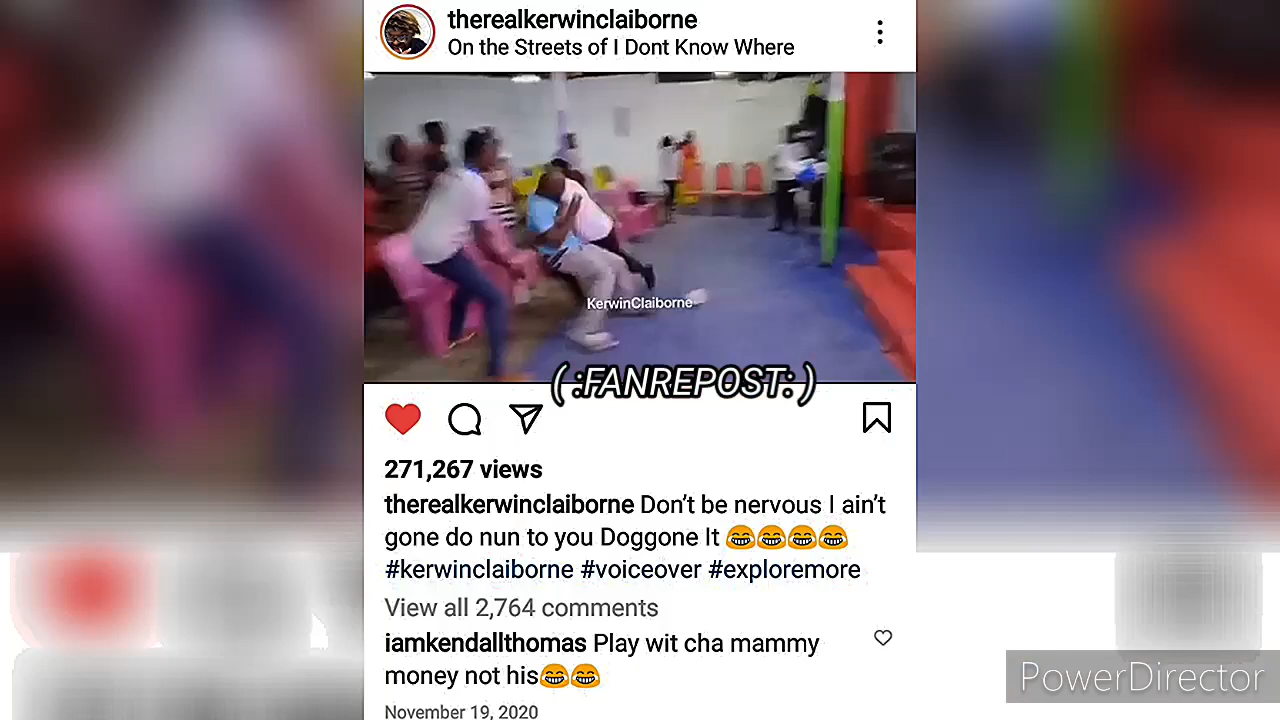 therealkerwinclaiborne
On the Streets of I Dont Know Where
KerwinClaiborne
( :FANREPOST: )
271,267 views
therealkerwinclaiborne Don’t be nervous I ain’t
gone do nun to you Doggone It 😂😂😂😂
#kerwinclaiborne #voiceover #exploremore
View all 2,764 comments
iamkendallthomas Play wit cha mammy
money not his😂😂
November 19, 2020
PowerDirector